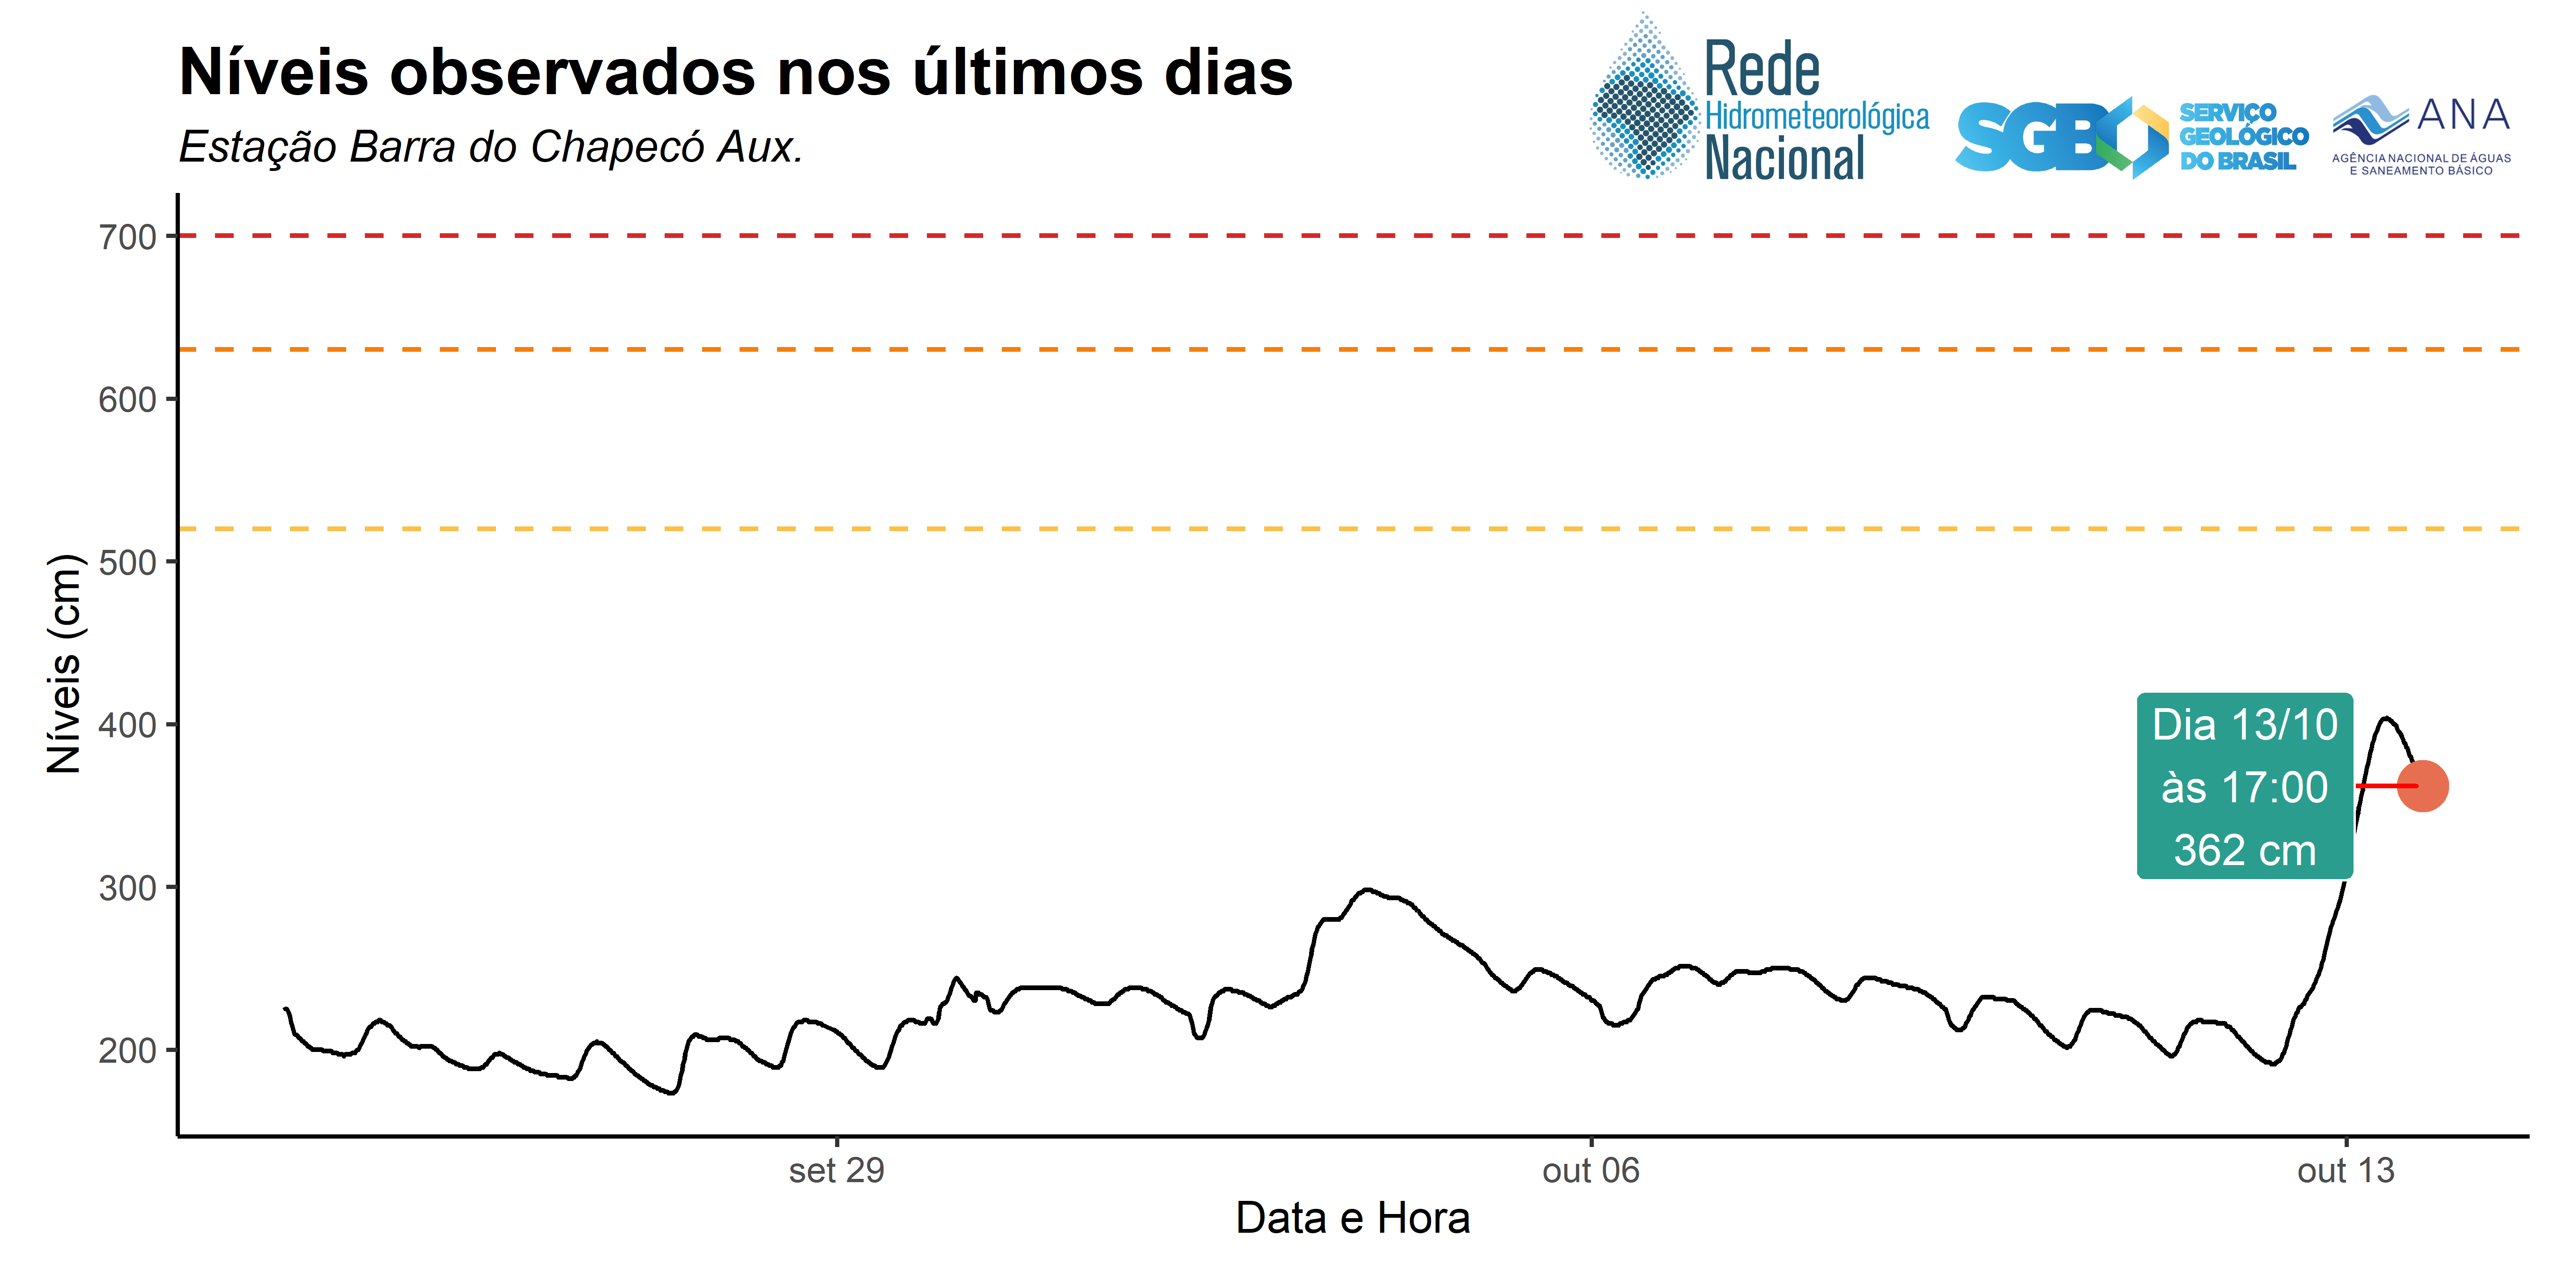 Níveis observados nos últimos dias
Estação Barra do Chapecó Aux.
Rede
Hidrometeorológica
Nacional
SGB
SERVIÇO
GEOLÓGICO
DO BRASIL
ANA
AGÊNCIA NACIONAL DE ÁGUAS
E SANEAMENTO BÁSICO
700
600
500
400
300
200
Níveis (cm)
Dia 13/10
às 17:00
362 cm
set 29
out 06
out 13
Data e Hora